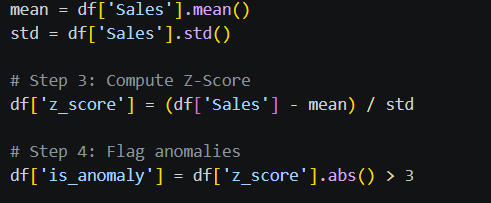 mean = df['Sales'].mean()
std = df['Sales'].std()
# Step 3: Compute Z-Score
df['z_score'] = (df['Sales'] - mean) / std
# Step 4: Flag anomalies
df['is_anomaly'] = df['z_score'].abs() > 3